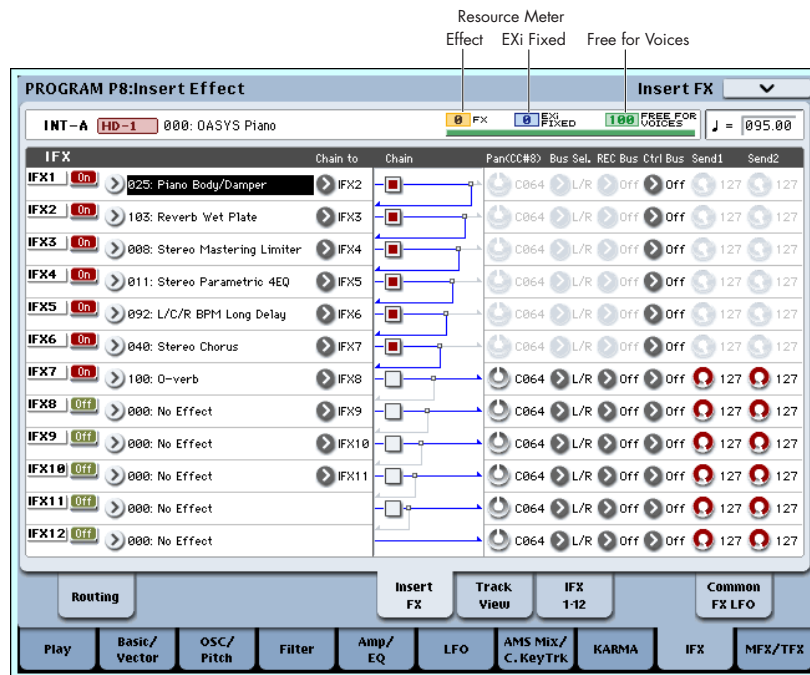 Resource Meter
Effect EXi Fixed Free for Voices
PROGRAM P8:Insert Effect Insert FX
INT-A HD-1 000: OASYS Piano 0 FX 0 EXi FIXED 100 FREE FOR VOICES ♩ = 095.00
IFX Chain to Chain Pan(CC#8) Bus Sel. REC Bus Ctrl Bus Send1 Send2
IFX1 On 025: Piano Body/Damper IFX2 C064 L/R Off Off 127 127
IFX2 On 103: Reverb Wet Plate IFX3 C064 L/R Off Off 127 127
IFX3 On 008: Stereo Mastering Limiter IFX4 C064 L/R Off Off 127 127
IFX4 On 011: Stereo Parametric 4EQ IFX5 C064 L/R Off Off 127 127
IFX5 On 092: L/C/R BPM Long Delay IFX6 C064 L/R Off Off 127 127
IFX6 On 040: Stereo Chorus IFX7 C064 L/R Off Off 127 127
IFX7 On 100: O-verb IFX8 C064 L/R Off Off 127 127
IFX8 Off 000: No Effect IFX9 C064 L/R Off Off 127 127
IFX9 Off 000: No Effect IFX10 C064 L/R Off Off 127 127
IFX10 Off 000: No Effect IFX11 C064 L/R Off Off 127 127
IFX11 Off 000: No Effect C064 L/R Off Off 127 127
IFX12 Off 000: No Effect C064 L/R Off Off 127 127
Routing Insert FX Track View IFX 1-12 Common FX LFO
Play Basic/Vector OSC/Pitch Filter Amp/EQ LFO AMS Mix/C.KeyTrk KARMA IFX MFX/TFX